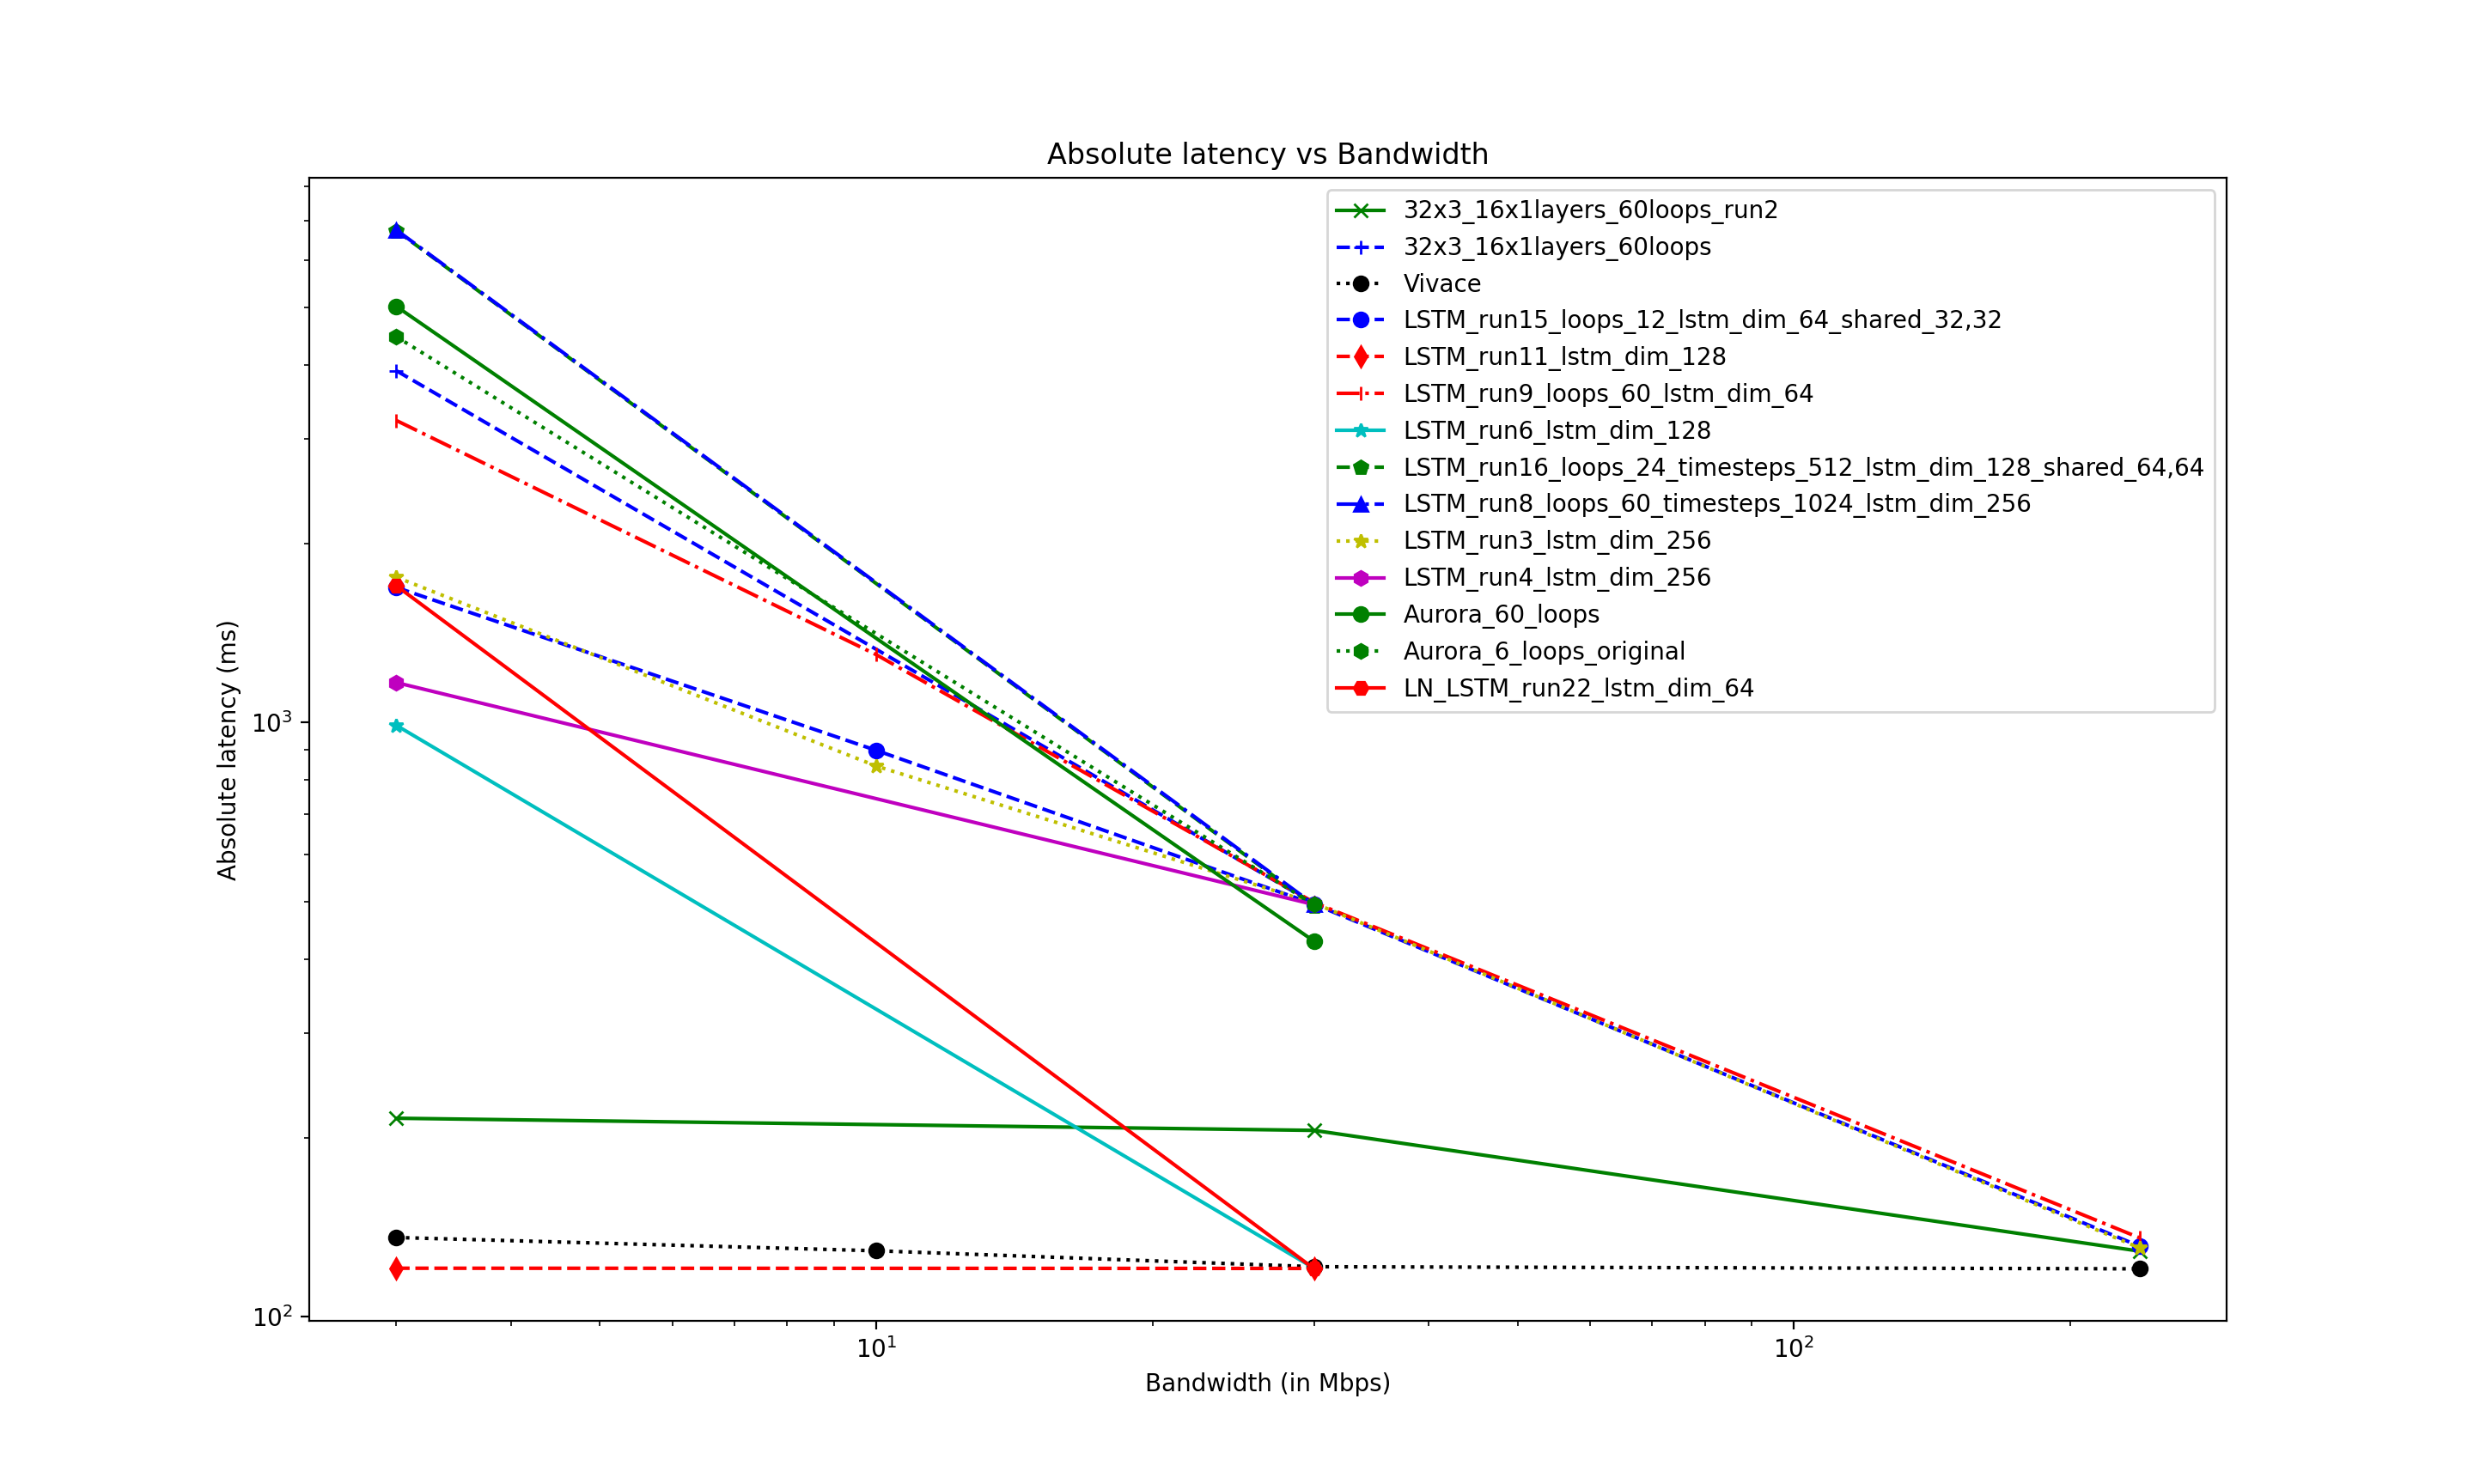 Absolute latency vs Bandwidth
32x3_16x1layers_60loops_run2
32x3_16x1layers_60loops
Vivace
LSTM_run15_loops_12_lstm_dim_64_shared_32,32
LSTM_run11_lstm_dim_128
LSTM_run9_loops_60_lstm_dim_64
LSTM_run6_lstm_dim_128
LSTM_run16_loops_24_timesteps_512_lstm_dim_128_shared_64,64
LSTM_run8_loops_60_timesteps_1024_lstm_dim_256
LSTM_run3_lstm_dim_256
LSTM_run4_lstm_dim_256
Aurora_60_loops
Aurora_6_loops_original
LN_LSTM_run22_lstm_dim_64
Absolute latency (ms)
10³
10²
10¹ 10²
Bandwidth (in Mbps)